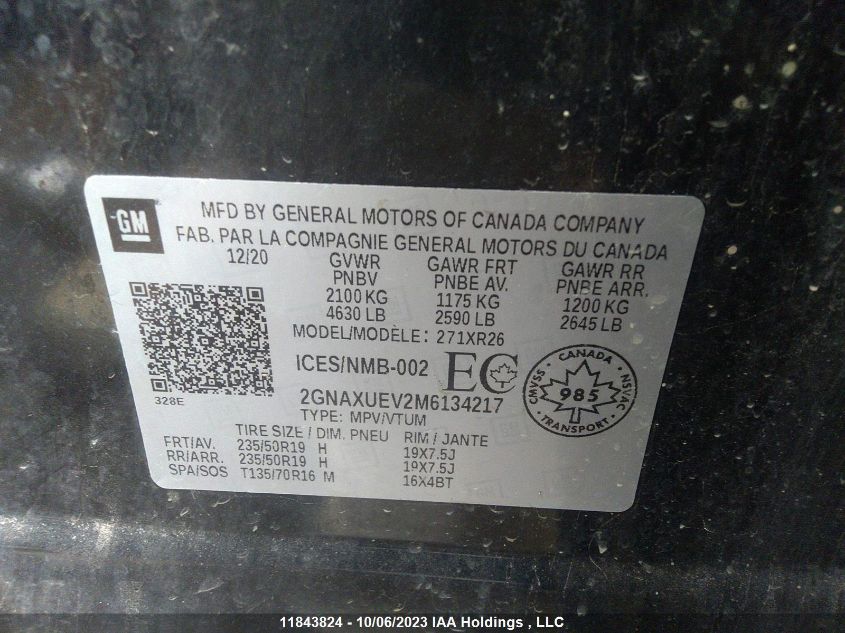 GM
MFD BY GENERAL MOTORS OF CANADA COMPANY
FAB. PAR LA COMPAGNIE GENERAL MOTORS DU CANADA
12/20 GVWR GAWR FRT GAWR RR
PNBV PNBE AV. PNBE ARR.
2100 KG 1175 KG 1200 KG
4630 LB 2590 LB 2645 LB
MODEL/MODÈLE: 271XR26
ICES/NMB-002 EC
328E
2GNAXUEV2M6134217
TYPE: MPV/VTUM
CANADA
CMVSS 985 NSVAC
TRANSPORT
TIRE SIZE / DIM. PNEU RIM / JANTE
FRT/AV. 235/50R19 H 19X7.5J
RR/ARR. 235/50R19 H 19X7.5J
SPA/SOS T135/70R16 M 16X4BT
11843824 - 10/06/2023 IAA Holdings , LLC